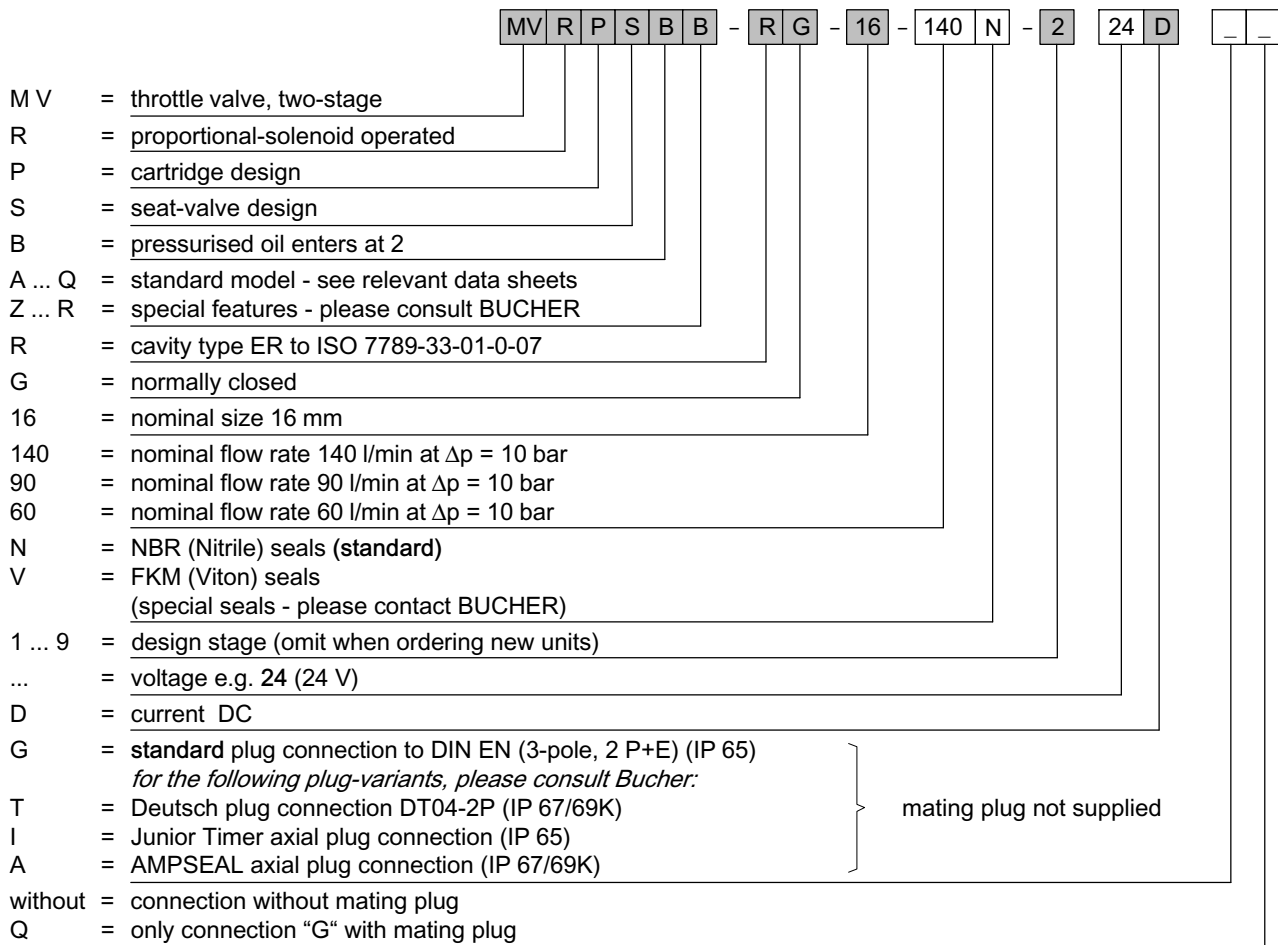 MV R P S B B – R G – 16 – 140 N – 2 24 D _ _
M V = throttle valve, two-stage
R = proportional-solenoid operated
P = cartridge design
S = seat-valve design
B = pressurised oil enters at 2
A ... Q = standard model - see relevant data sheets
Z ... R = special features - please consult BUCHER
R = cavity type ER to ISO 7789-33-01-0-07
G = normally closed
16 = nominal size 16 mm
140 = nominal flow rate 140 l/min at Δp = 10 bar
90 = nominal flow rate 90 l/min at Δp = 10 bar
60 = nominal flow rate 60 l/min at Δp = 10 bar
N = NBR (Nitrile) seals (standard)
V = FKM (Viton) seals
(special seals - please contact BUCHER)
1 ... 9 = design stage (omit when ordering new units)
... = voltage e.g. 24 (24 V)
D = current DC
G = standard plug connection to DIN EN (3-pole, 2 P+E) (IP 65)
for the following plug-variants, please consult Bucher:
T = Deutsch plug connection DT04-2P (IP 67/69K) mating plug not supplied
I = Junior Timer axial plug connection (IP 65)
A = AMPSEAL axial plug connection (IP 67/69K)
without = connection without mating plug
Q = only connection “G“ with mating plug